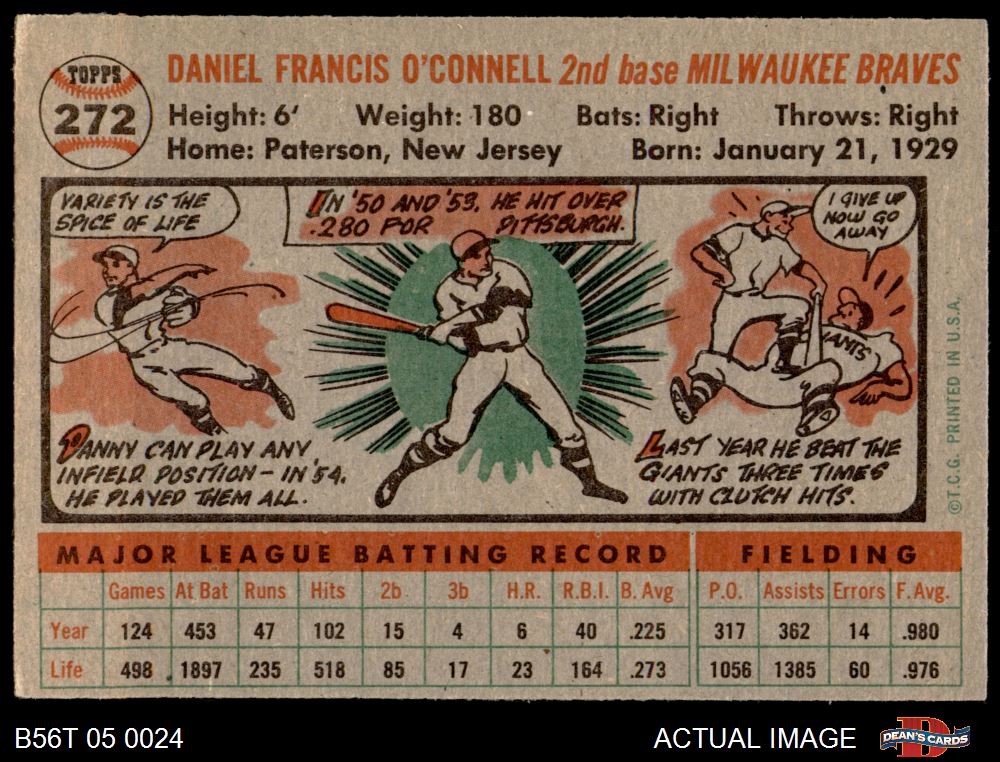 TOPPS
272
DANIEL FRANCIS O'CONNELL 2nd base MILWAUKEE BRAVES
Height: 6' Weight: 180 Bats: Right Throws: Right
Home: Paterson, New Jersey Born: January 21, 1929
VARIETY IS THE
SPICE OF LIFE
DANNY CAN PLAY ANY
INFIELD POSITION - IN '54,
HE PLAYED THEM ALL.
IN '50 AND '53, HE HIT OVER
.280 FOR PITTSBURGH.
I GIVE UP
NOW GO
AWAY
GIANTS
LAST YEAR HE BEAT THE
GIANTS THREE TIMES
WITH CLUTCH HITS.
©T.C.G. PRINTED IN U.S.A.
MAJOR LEAGUE BATTING RECORD FIELDING
Games At Bat Runs Hits 2b 3b H.R. R.B.I. B. Avg P.O. Assists Errors F. Avg.
Year 124 453 47 102 15 4 6 40 .225 317 362 14 .980
Life 498 1897 235 518 85 17 23 164 .273 1056 1385 60 .976
B56T 05 0024 ACTUAL IMAGE
D
DEAN'S CARDS